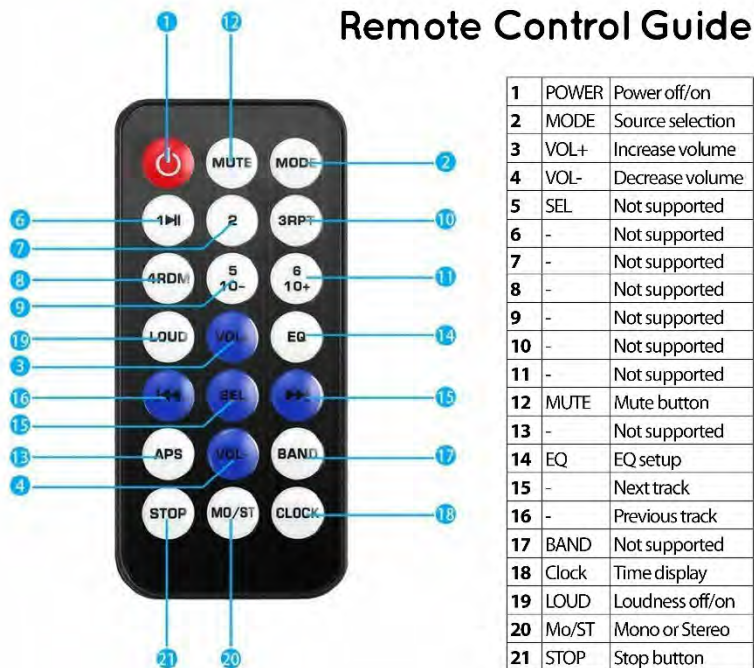 Remote Control Guide
1 12
MUTE MODE 2
6 1 2 3RPT 10
7
8 4RDM 5 10- 6 10+ 11
9
19 LOUD VOL EQ 14
3
16 SEL 15
15
13 APS VOL- BAND 17
4
STOP MO/ST CLOCK 18
21 20
1 POWER Power off/on
2 MODE Source selection
3 VOL+ Increase volume
4 VOL- Decrease volume
5 SEL Not supported
6 - Not supported
7 - Not supported
8 - Not supported
9 - Not supported
10 - Not supported
11 - Not supported
12 MUTE Mute button
13 - Not supported
14 EQ EQ setup
15 - Next track
16 - Previous track
17 BAND Not supported
18 Clock Time display
19 LOUD Loudness off/on
20 Mo/ST Mono or Stereo
21 STOP Stop button